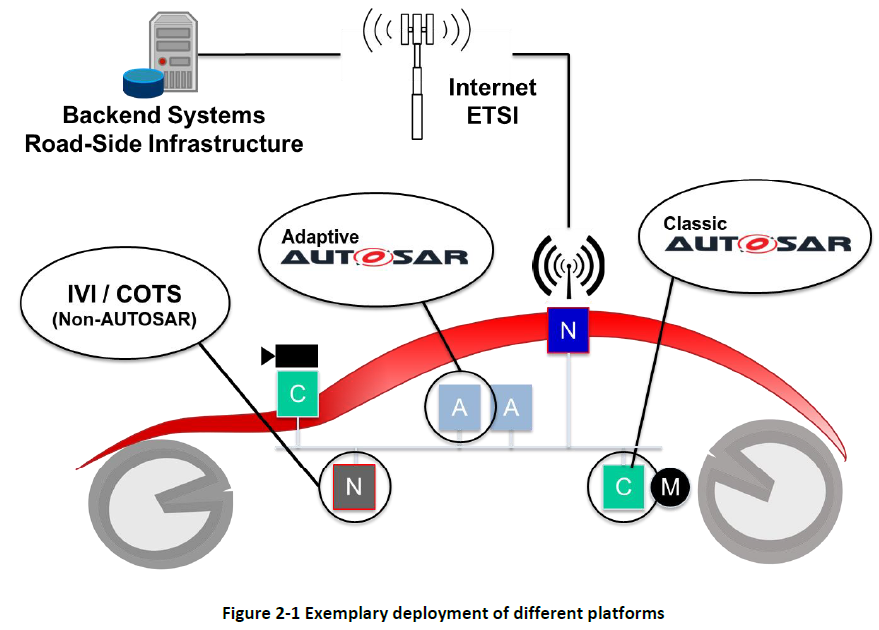 Internet
ETSI
Backend Systems
Road-Side Infrastructure
Adaptive
AUTOSAR
Classic
AUTOSAR
IVI / COTS
(Non-AUTOSAR)
N
C
A
A
N
C
M
Figure 2-1 Exemplary deployment of different platforms